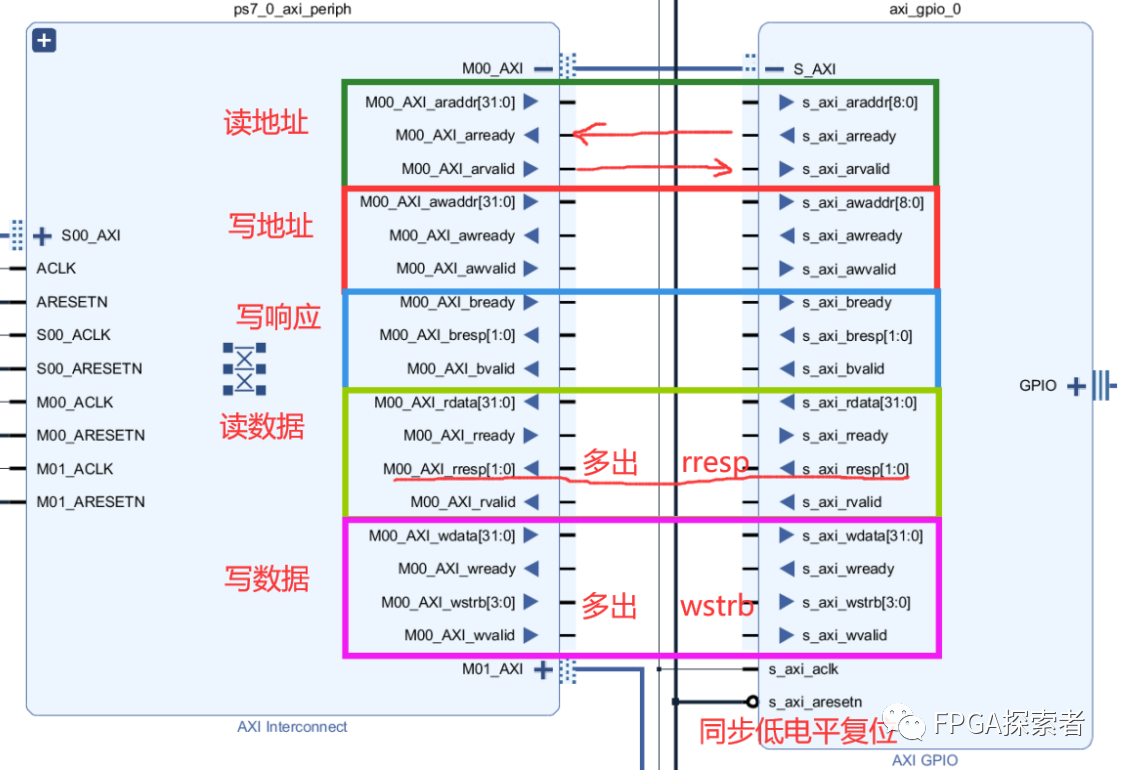 ps7_0_axi_periph
axi_gpio_0
M00_AXI
S_AXI
读地址
M00_AXI_araddr[31:0]
s_axi_araddr[8:0]
M00_AXI_arready
s_axi_arready
M00_AXI_arvalid
s_axi_arvalid
写地址
M00_AXI_awaddr[31:0]
s_axi_awaddr[8:0]
M00_AXI_awready
s_axi_awready
M00_AXI_awvalid
s_axi_awvalid
S00_AXI
ACLK
ARESETN
S00_ACLK
S00_ARESETN
M00_ACLK
M00_ARESETN
M01_ACLK
M01_ARESETN
写响应
M00_AXI_bready
s_axi_bready
M00_AXI_bresp[1:0]
s_axi_bresp[1:0]
M00_AXI_bvalid
s_axi_bvalid
GPIO
读数据
M00_AXI_rdata[31:0]
s_axi_rdata[31:0]
M00_AXI_rready
s_axi_rready
M00_AXI_rresp[1:0]
多出 rresp
s_axi_rresp[1:0]
M00_AXI_rvalid
s_axi_rvalid
写数据
M00_AXI_wdata[31:0]
s_axi_wdata[31:0]
M00_AXI_wready
s_axi_wready
M00_AXI_wstrb[3:0]
多出 wstrb
s_axi_wstrb[3:0]
M00_AXI_wvalid
s_axi_wvalid
M01_AXI
s_axi_aclk
s_axi_aresetn
同步低电平复位
FPGA探索者
AXI Interconnect
AXI GPIO